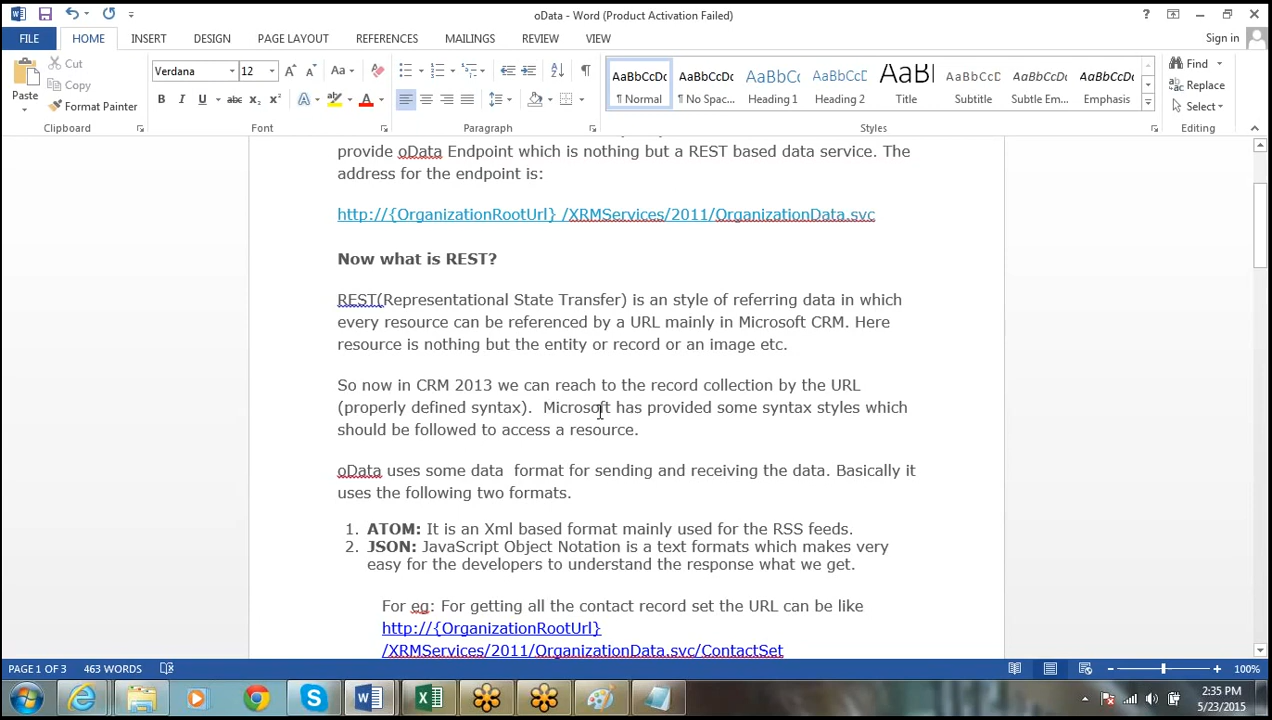 oData - Word (Product Activation Failed)
FILE HOME INSERT DESIGN PAGE LAYOUT REFERENCES MAILINGS REVIEW VIEW Sign in
Paste
Cut
Copy
Format Painter
Clipboard
Verdana 12
Font
Paragraph
AaBbCcDc AaBbCcDc AaBbCc AaBbCcD AaBI AaBbCcD AaBbCcDc AaBbCcDc
¶ Normal ¶ No Spac... Heading 1 Heading 2 Title Subtitle Subtle Em... Emphasis
Styles
Find
Replace
Select
Editing
provide oData Endpoint which is nothing but a REST based data service. The
address for the endpoint is:
http://{OrganizationRootUrl} /XRMServices/2011/OrganizationData.svc
Now what is REST?
REST(Representational State Transfer) is an style of referring data in which
every resource can be referenced by a URL mainly in Microsoft CRM. Here
resource is nothing but the entity or record or an image etc.
So now in CRM 2013 we can reach to the record collection by the URL
(properly defined syntax).  Microsoft has provided some syntax styles which
should be followed to access a resource.
oData uses some data  format for sending and receiving the data. Basically it
uses the following two formats.
1. ATOM: It is an Xml based format mainly used for the RSS feeds.
2. JSON: JavaScript Object Notation is a text formats which makes very
easy for the developers to understand the response what we get.
For eg: For getting all the contact record set the URL can be like
http://{OrganizationRootUrl}
/XRMServices/2011/OrganizationData.svc/ContactSet
PAGE 1 OF 3 463 WORDS 100%
2:35 PM
5/23/2015